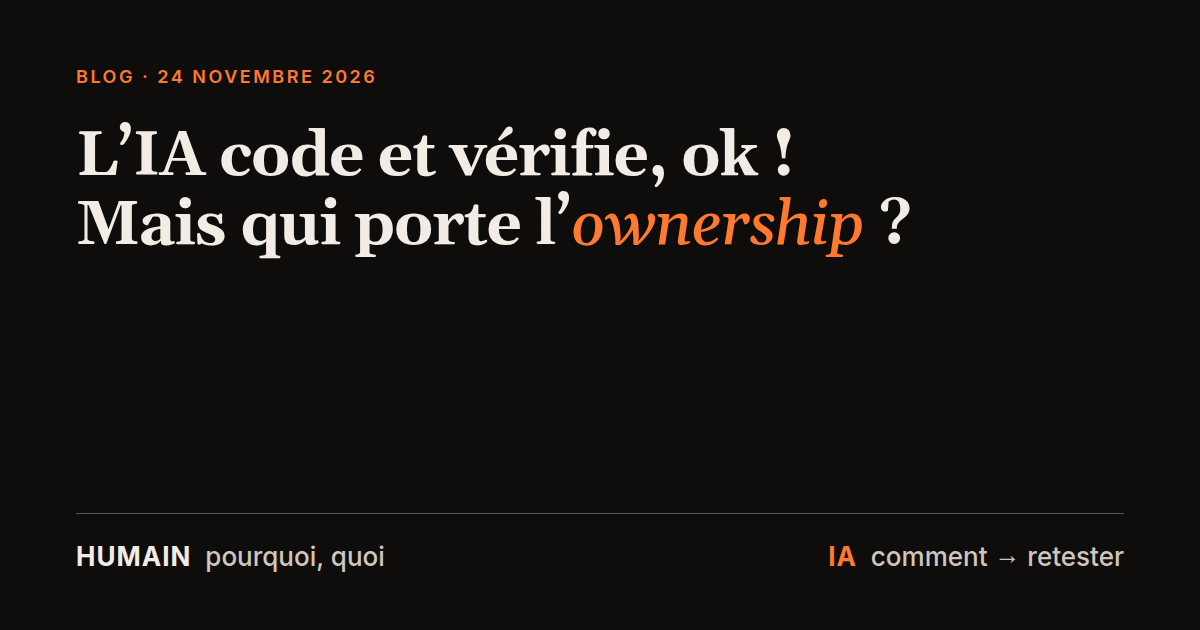 BLOG · 24 NOVEMBRE 2026
L’IA code et vérifie, ok !
Mais qui porte l’ownership ?
HUMAIN pourquoi, quoi
IA comment → retester